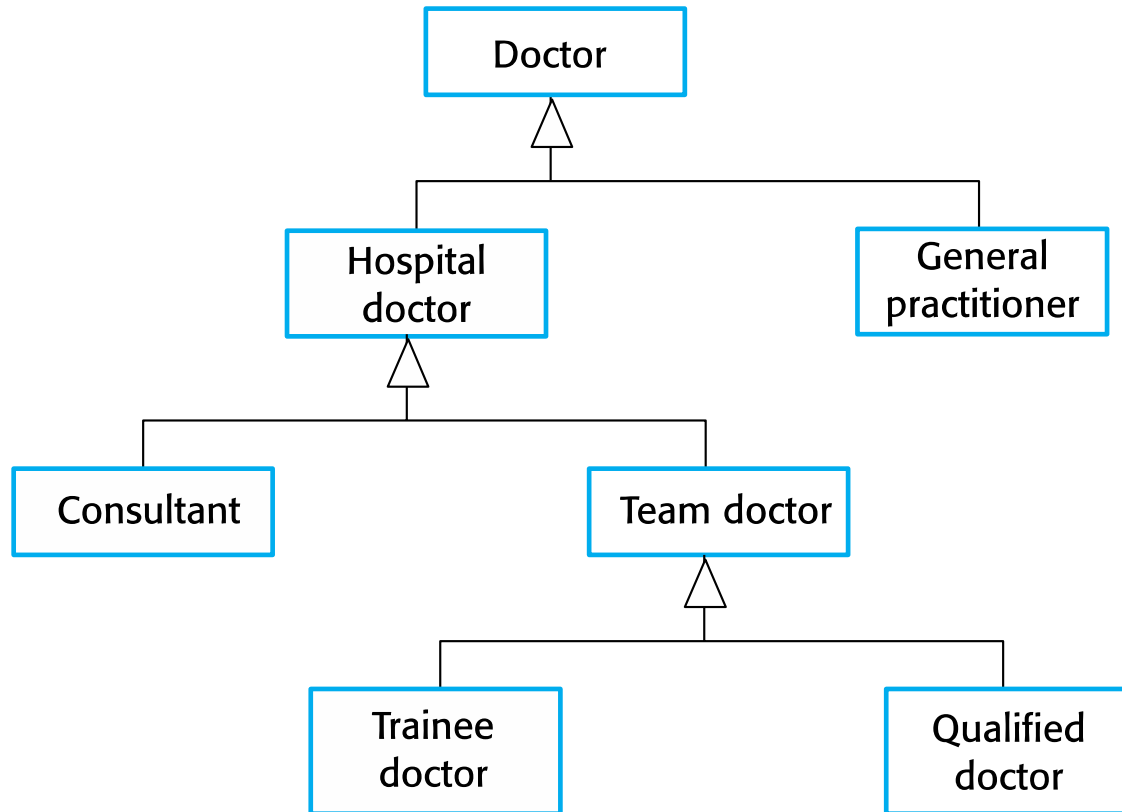 Doctor
Hospital
doctor
General
practitioner
Consultant
Team doctor
Trainee
doctor
Qualified
doctor